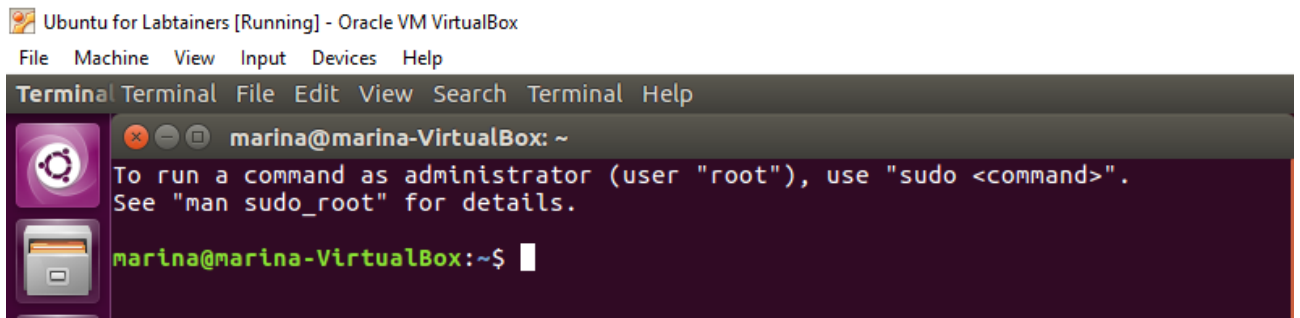 Ubuntu for Labtainers [Running] - Oracle VM VirtualBox
File Machine View Input Devices Help
Terminal Terminal File Edit View Search Terminal Help
marina@marina-VirtualBox: ~
To run a command as administrator (user "root"), use "sudo <command>".
See "man sudo_root" for details.
marina@marina-VirtualBox:~$